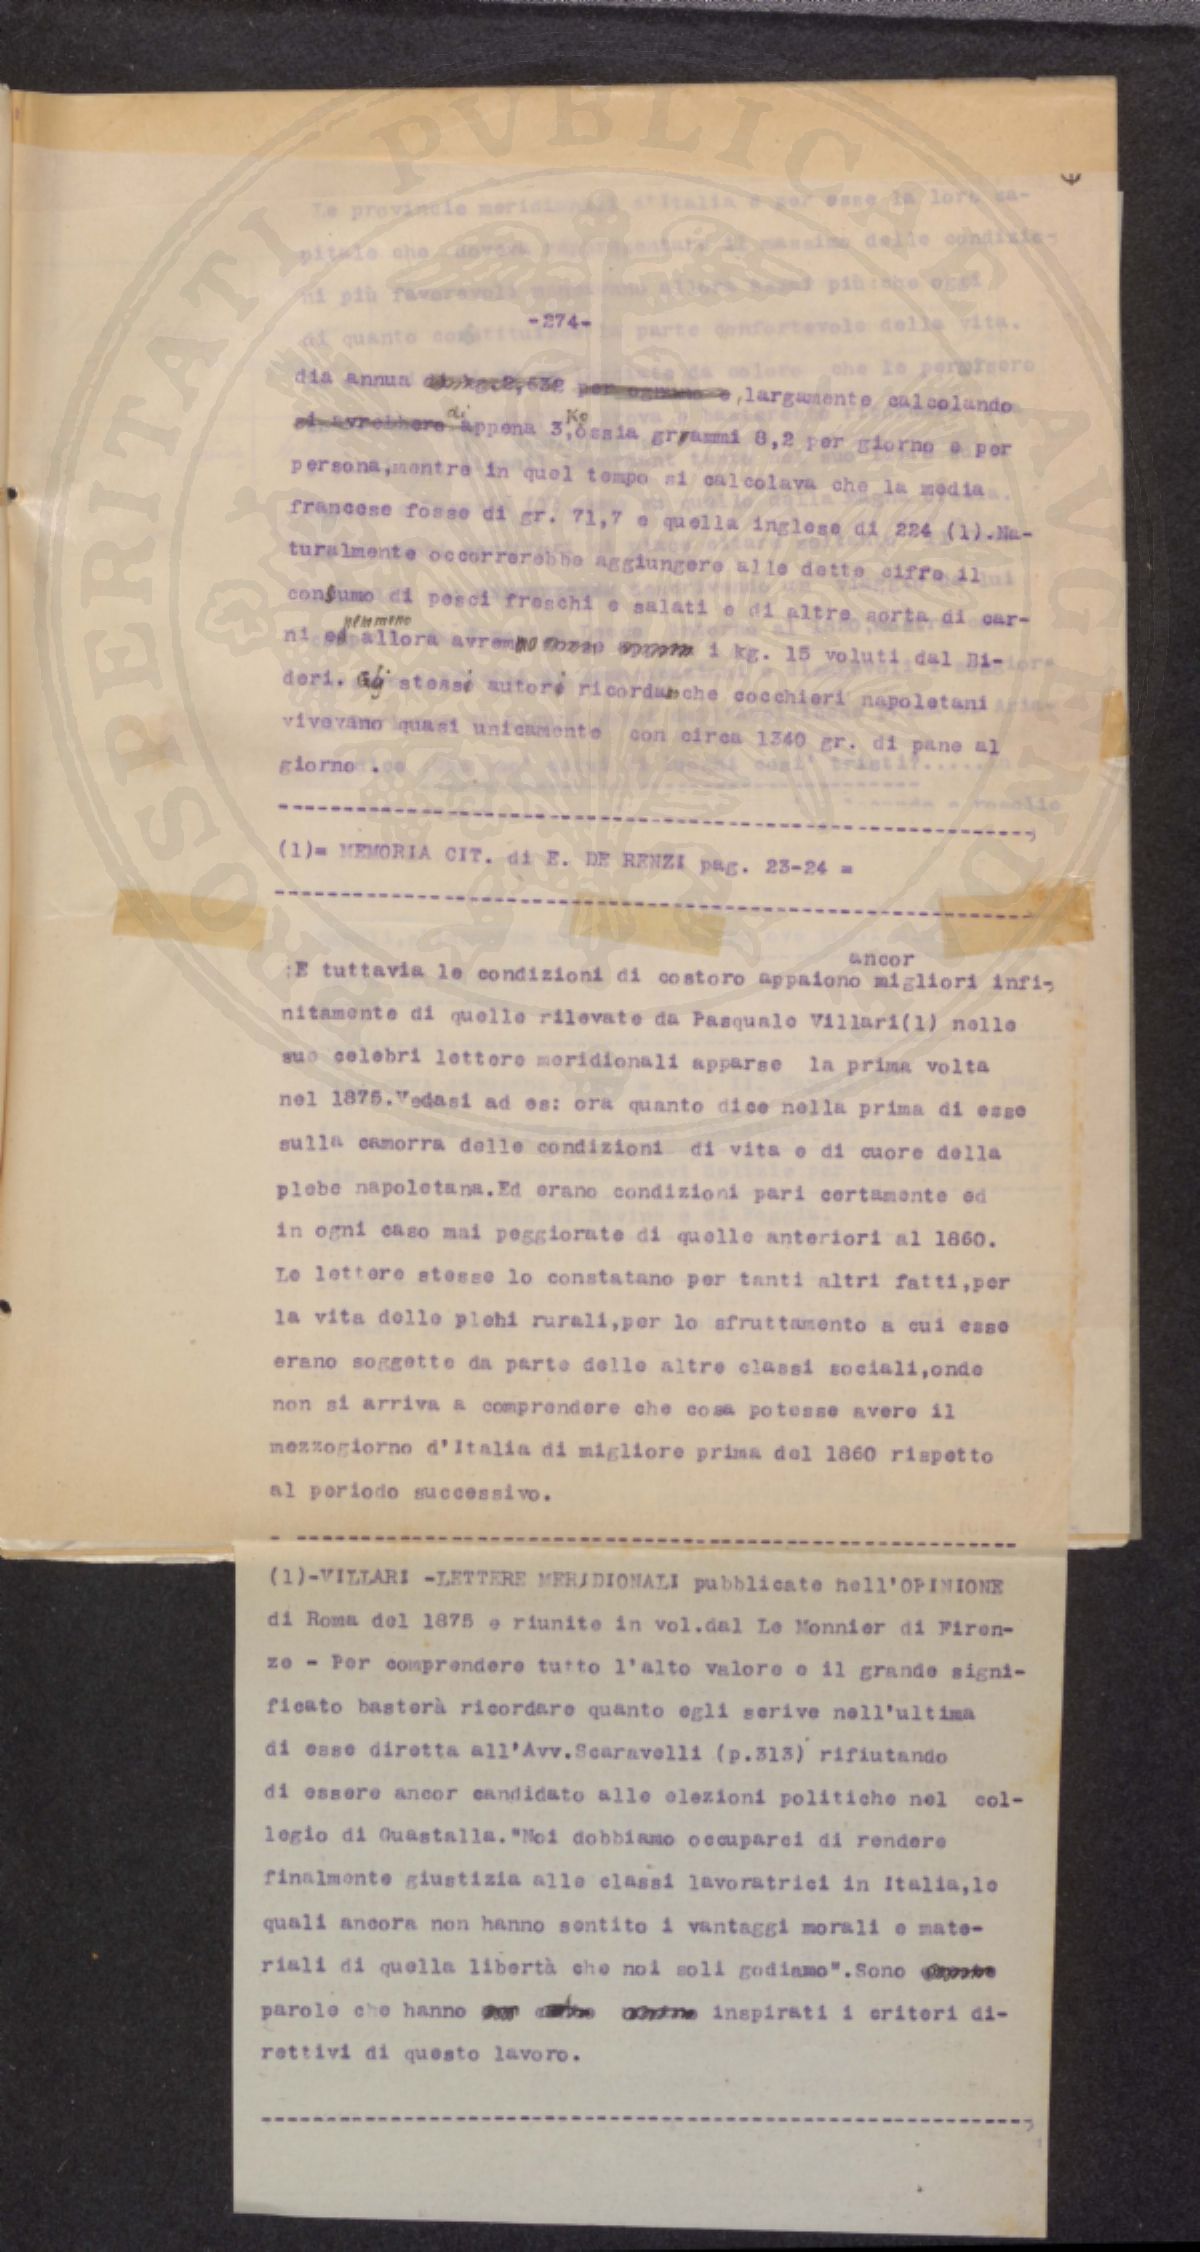 -274-
dia annua di kg. 2,632 per ognuno e, largamente calcolando
si avrebbero di appena 3, Kg ossia grammi 8,2 per giorno e per
persona,mentre in quel tempo si calcolava che la media
francese fosse di gr. 71,7 e quella inglese di 224 (1).Na-
turalmente occorrerebbe aggiungere alle dette cifre il
consumo di pesci freschi e salati e di altre sorta di car-
ni ed nemmeno allora avremmo i kg. 15 voluti dal Bi-
deri. Gli stessi autori ricordan che cocchieri napoletani
vivevano quasi unicamente con circa 1340 gr. di pane al
giorno .
(1)= MEMORIA CIT. di E. DE RENZI pag. 23-24 =
ancor
:E tuttavia le condizioni di costoro appaiono migliori infi-
nitamente di quelle rilevate da Pasquale Villari(1) nelle
sue celebri lettere meridionali apparse la prima volta
nel 1875.Vedasi ad es: ora quanto dice nella prima di esse
sulla camorra delle condizioni di vita e di cuore della
plebe napoletana.Ed erano condizioni pari certamente ed
in ogni caso mai peggiorate di quelle anteriori al 1860.
Le lettere stesse lo constatano per tanti altri fatti,per
la vita delle plebi rurali,per lo sfruttamento a cui esse
erano soggette da parte delle altre classi sociali,onde
non si arriva a comprendere che cosa potesse avere il
mezzogiorno d'Italia di migliore prima del 1860 rispetto
al periodo successivo.
(1)-VILLARI -LETTERE MERIDIONALI pubblicate nell'OPINIONE
di Roma del 1875 e riunite in vol.dal Le Monnier di Firen-
ze - Per comprendere tutto l'alto valore e il grande signi-
ficato basterà ricordare quanto egli scrive nell'ultima
di esse diretta all'Avv.Scaravelli (p.313) rifiutando
di essere ancor candidato alle elezioni politiche nel col-
legio di Guastalla."Noi dobbiamo occuparci di rendere
finalmente giustizia alle classi lavoratrici in Italia,le
quali ancora non hanno sentito i vantaggi morali e mate-
riali di quella libertà che noi soli godiamo".Sono
parole che hanno inspirati i criteri di-
rettivi di questo lavoro.